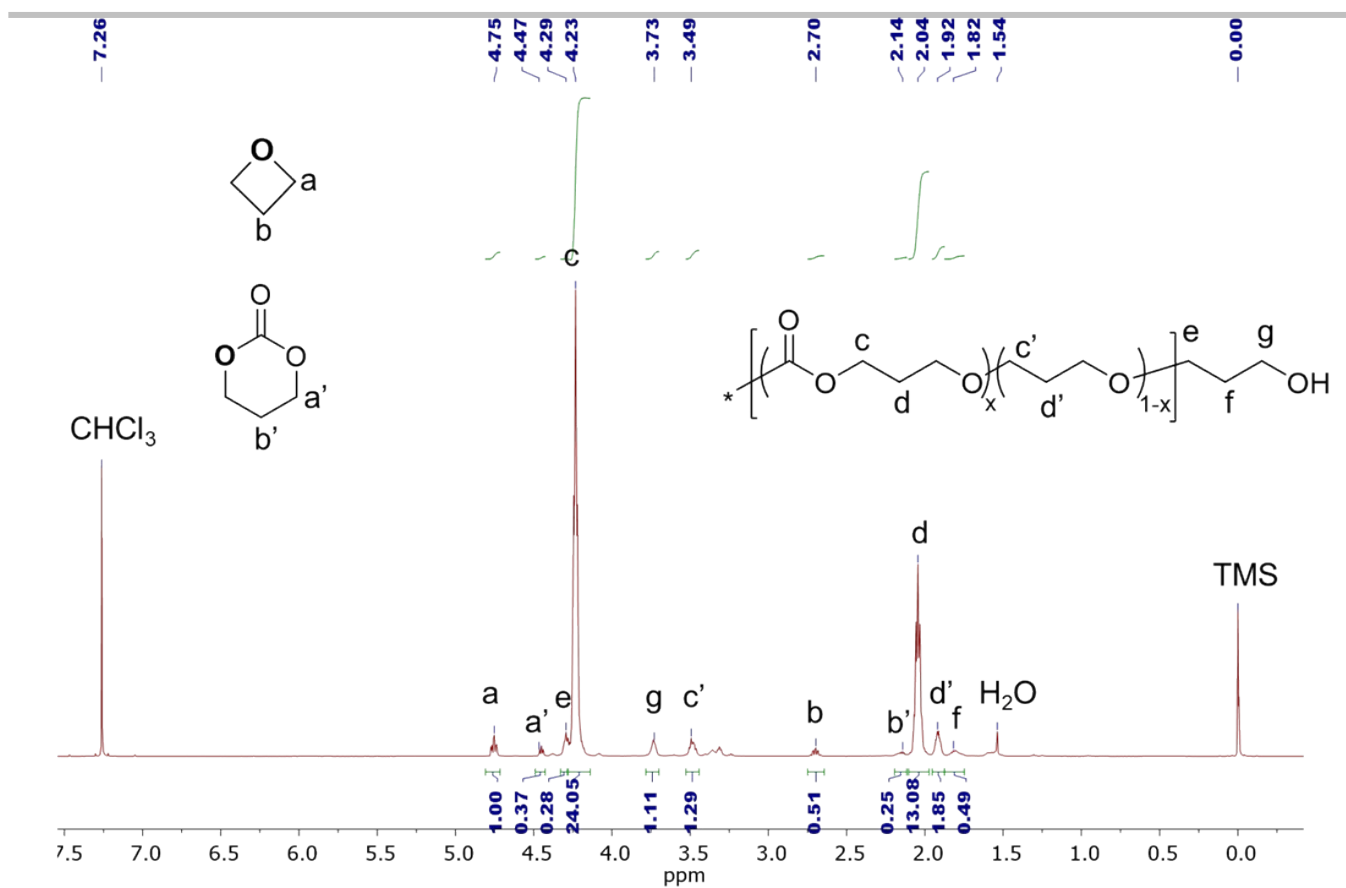 7.26
4.75
4.47
4.29
4.23
3.73
3.49
2.70
2.14
2.04
1.92
1.82
1.54
0.00
O
a
b
O
O
O
a'
b'
CHCl3
c
O
*
O
c
d
O
x
c'
d'
O
1-x
e
f
g
OH
a
a'
e
g
c'
b
b'
d
d'
f
H2O
TMS
1.00
0.37
0.28
24.05
1.11
1.29
0.51
0.25
13.08
1.85
0.49
7.5 7.0 6.5 6.0 5.5 5.0 4.5 4.0 3.5 3.0 2.5 2.0 1.5 1.0 0.5 0.0
ppm